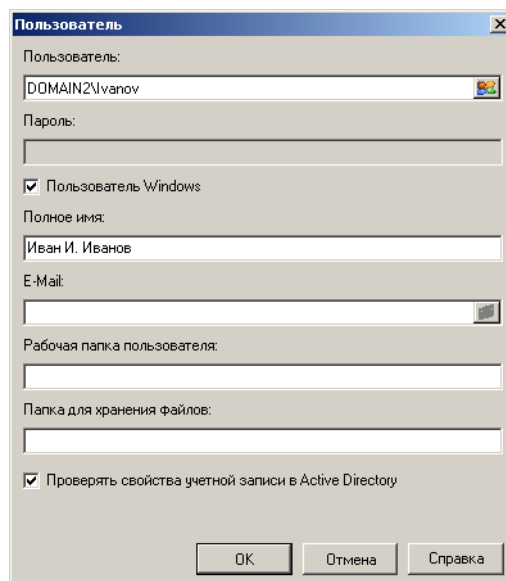 Пользователь
Пользователь:
DOMAIN2\Ivanov
Пароль:
Пользователь Windows
Полное имя:
Иван И. Иванов
E-Mail:
Рабочая папка пользователя:
Папка для хранения файлов:
Проверять свойства учетной записи в Active Directory
OK Отмена Справка